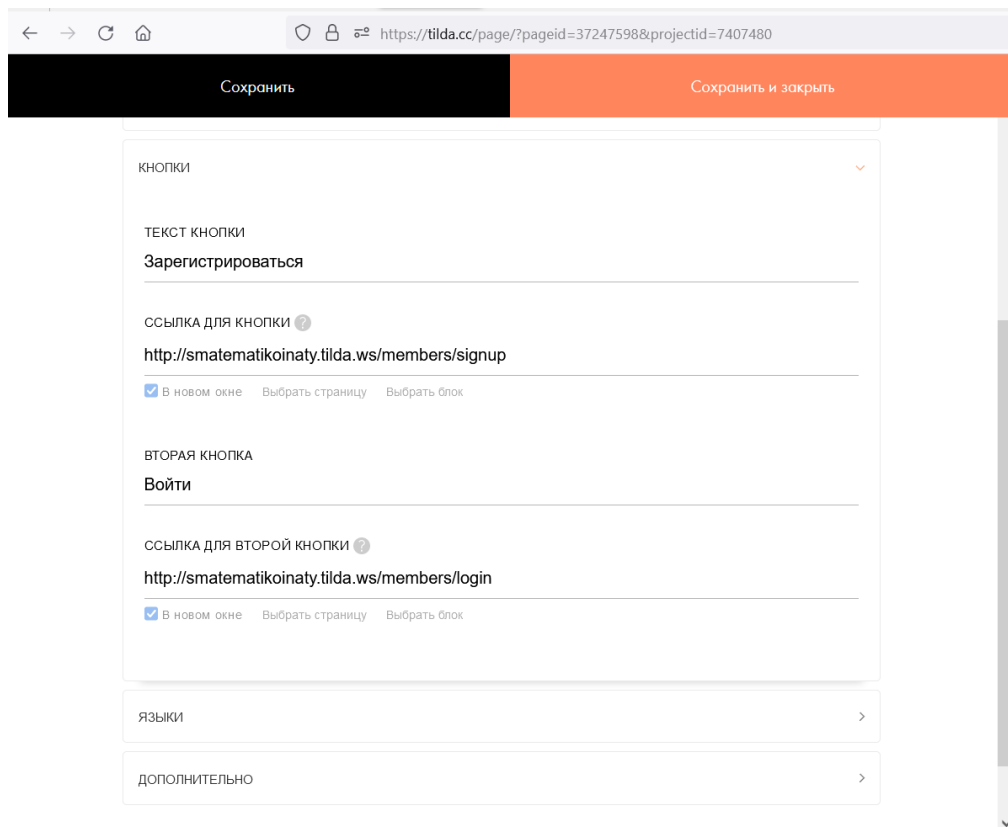 https://tilda.cc/page/?pageid=37247598&projectid=7407480
Сохранить
Сохранить и закрыть
КНОПКИ
ТЕКСТ КНОПКИ
Зарегистрироваться
ССЫЛКА ДЛЯ КНОПКИ ?
http://smatematikoinaty.tilda.ws/members/signup
В новом окне Выбрать страницу Выбрать блок
ВТОРАЯ КНОПКА
Войти
ССЫЛКА ДЛЯ ВТОРОЙ КНОПКИ ?
http://smatematikoinaty.tilda.ws/members/login
В новом окне Выбрать страницу Выбрать блок
ЯЗЫКИ
ДОПОЛНИТЕЛЬНО